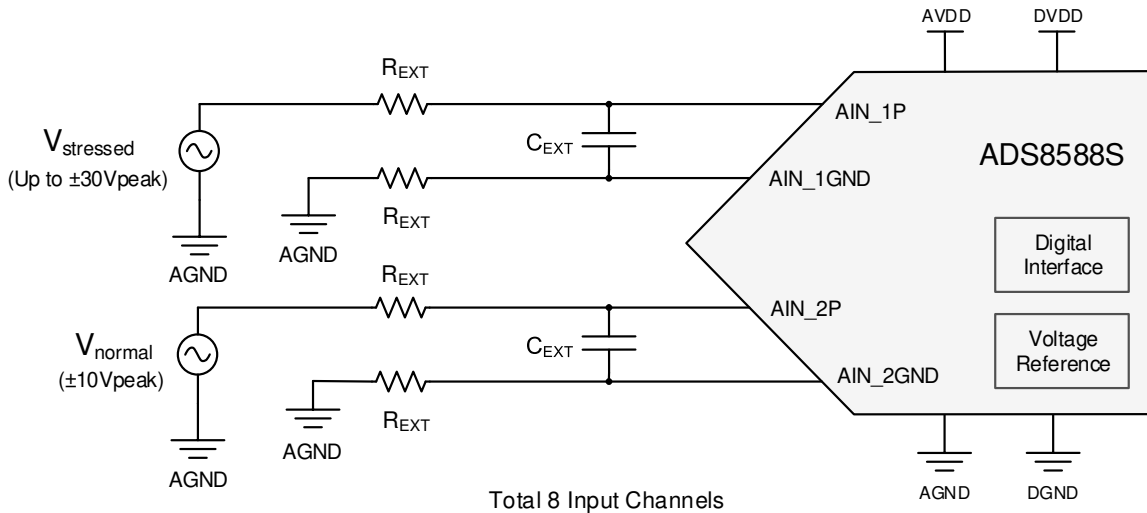 AVDD
DVDD
R_EXT
AIN_1P
V_stressed
(Up to ±30Vpeak)
C_EXT
ADS8588S
AIN_1GND
R_EXT
AGND
AGND
Digital
Interface
R_EXT
AIN_2P
V_normal
(±10Vpeak)
C_EXT
Voltage
Reference
AIN_2GND
R_EXT
AGND
AGND
AGND
DGND
Total 8 Input Channels